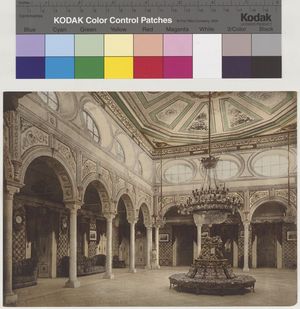 KODAK Color Control Patches
Kodak
Blue Cyan Green Yellow Red Magenta White 3/Color Black